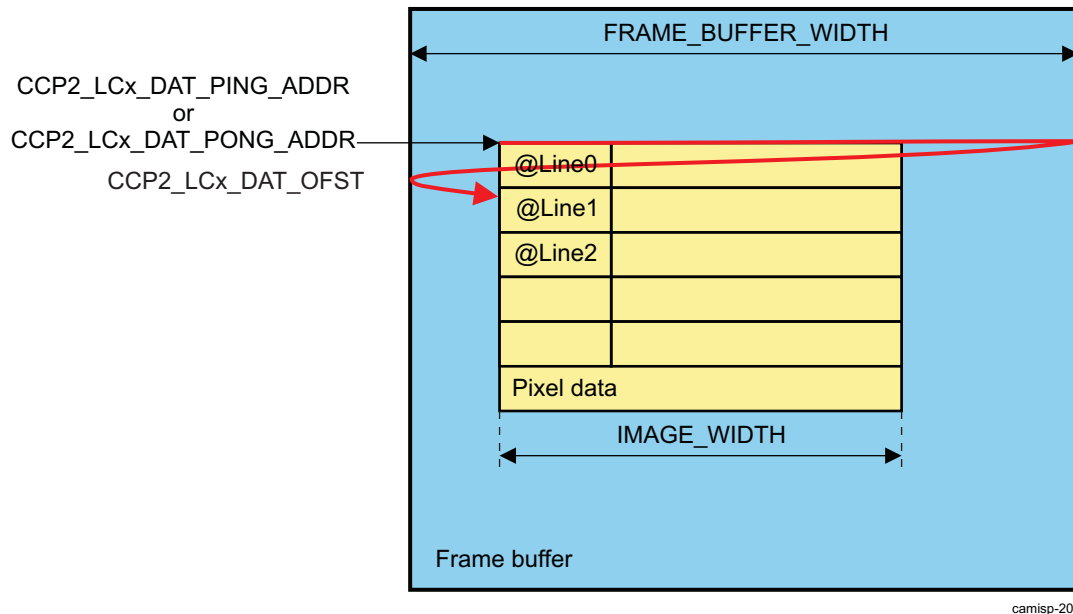 FRAME_BUFFER_WIDTH
CCP2_LCx_DAT_PING_ADDR
or
CCP2_LCx_DAT_PONG_ADDR
CCP2_LCx_DAT_OFST
@Line0
@Line1
@Line2
Pixel data
IMAGE_WIDTH
Frame buffer
camisp-20